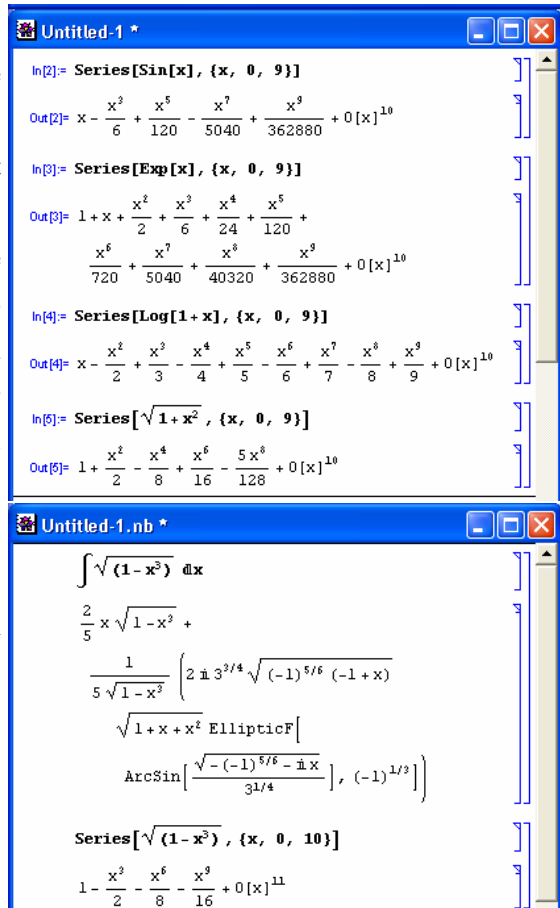 Untitled-1 *
In[2]:= Series[Sin[x], {x, 0, 9}]
Out[2]= x - x^3/6 + x^5/120 - x^7/5040 + x^9/362880 + O[x]^10
In[3]:= Series[Exp[x], {x, 0, 9}]
Out[3]= 1 + x + x^2/2 + x^3/6 + x^4/24 + x^5/120 +
x^6/720 + x^7/5040 + x^8/40320 + x^9/362880 + O[x]^10
In[4]:= Series[Log[1+x], {x, 0, 9}]
Out[4]= x - x^2/2 + x^3/3 - x^4/4 + x^5/5 - x^6/6 + x^7/7 - x^8/8 + x^9/9 + O[x]^10
In[5]:= Series[√(1+x^2), {x, 0, 9}]
Out[5]= 1 + x^2/2 - x^4/8 + x^6/16 - 5 x^8/128 + O[x]^10
Untitled-1.nb *
∫√(1-x^3) dx
2/5 x √(1-x^3) +
1/(5 √(1-x^3)) (2 i 3^(3/4) √((-1)^(5/6) (-1+x))
√(1+x+x^2) EllipticF[
ArcSin[√(-(-1)^(5/6) - i x)/3^(1/4)], (-1)^(1/3)])
Series[√(1-x^3), {x, 0, 10}]
1 - x^3/2 - x^6/8 - x^9/16 + O[x]^11